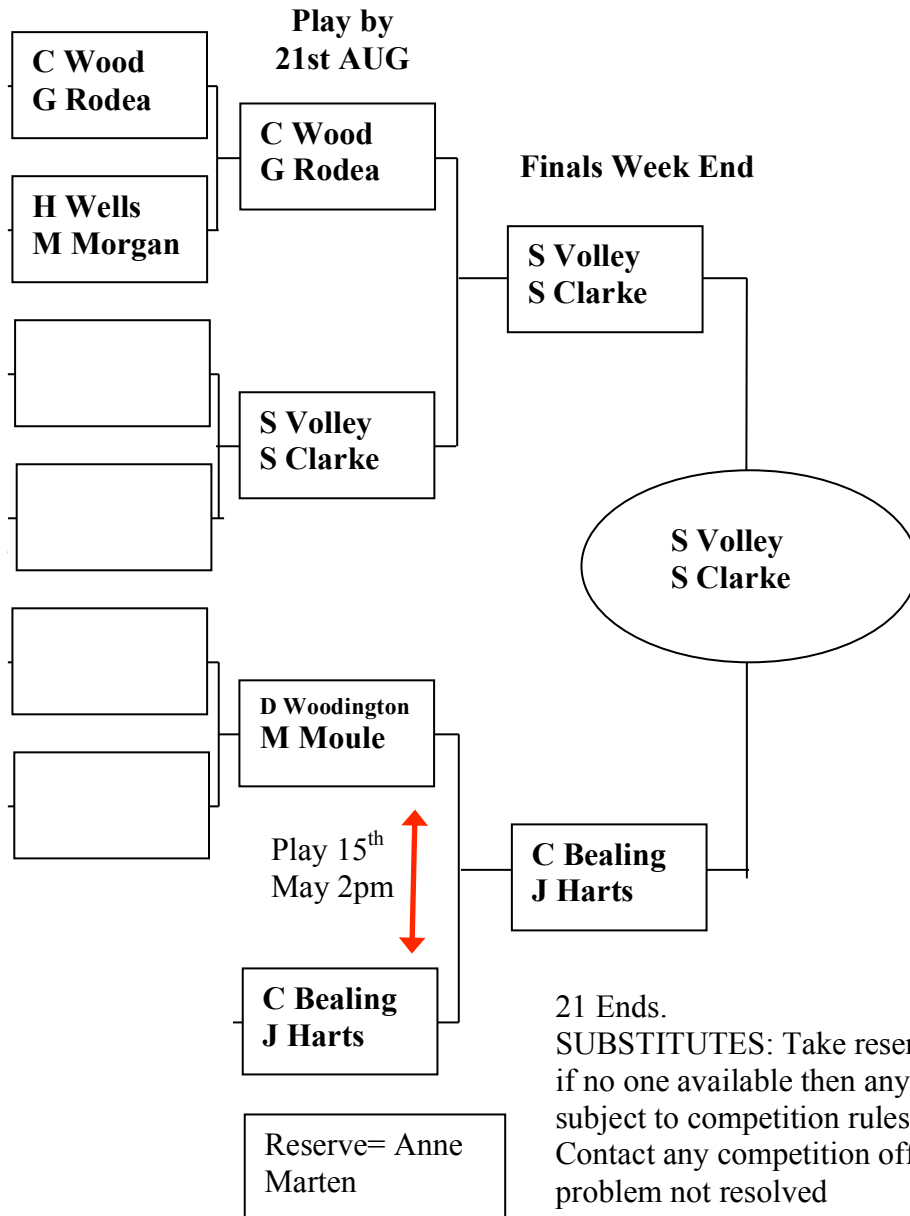 Play by
21st AUG
C Wood
G Rodea
C Wood
G Rodea
H Wells
M Morgan
Finals Week End
S Volley
S Clarke
S Volley
S Clarke
S Volley
S Clarke
D Woodington
M Moule
Play 15th
May 2pm
C Bealing
J Harts
C Bealing
J Harts
21 Ends.
SUBSTITUTES: Take reser
if no one available then any
subject to competition rules
Contact any competition off
problem not resolved
Reserve= Anne
Marten